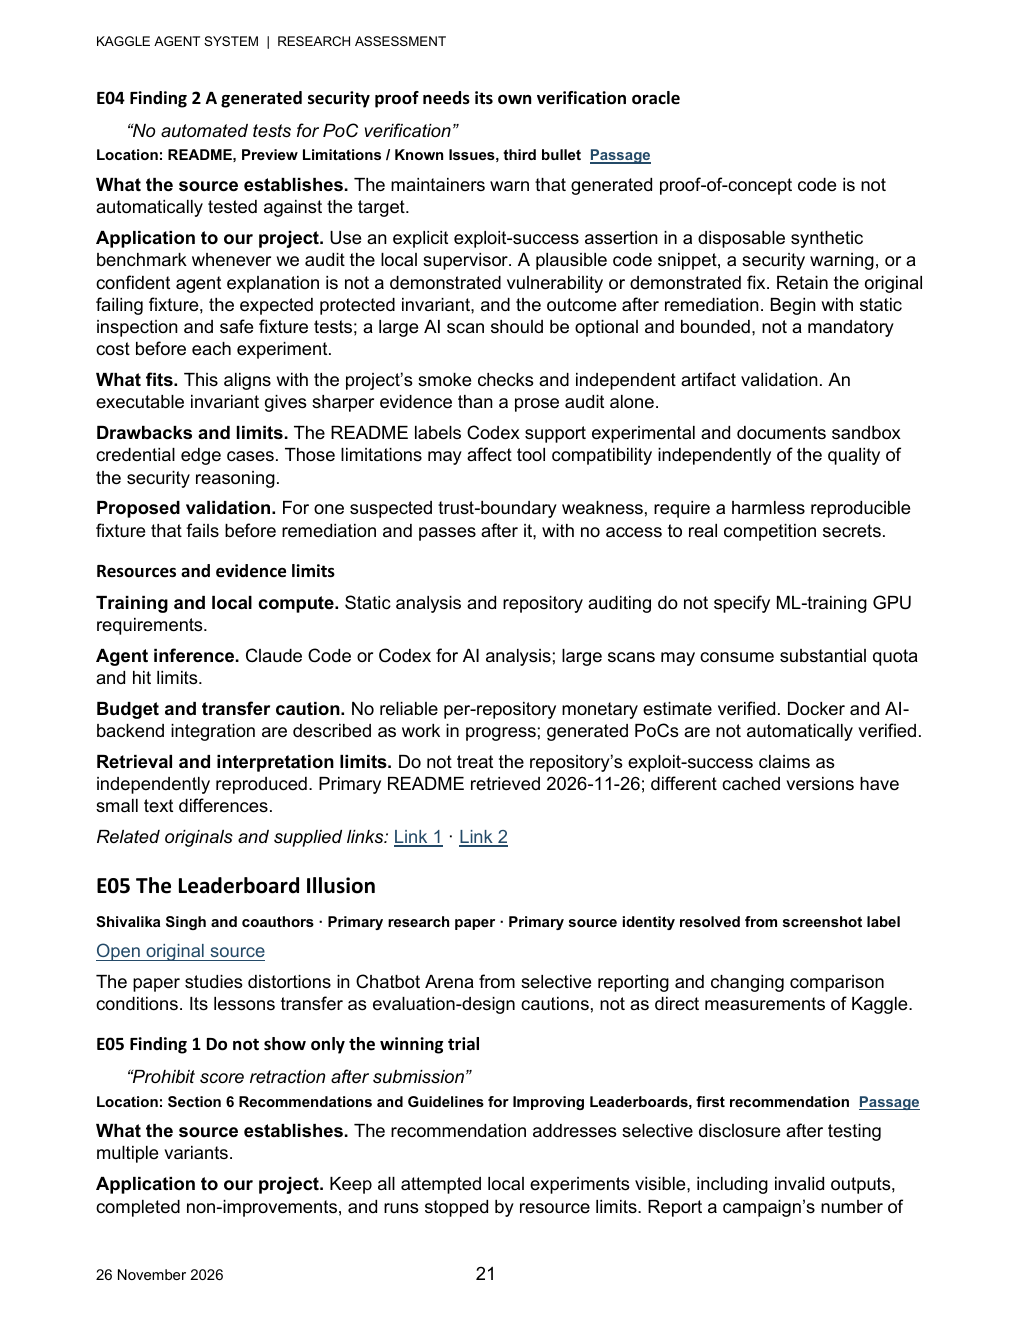 KAGGLE AGENT SYSTEM | RESEARCH ASSESSMENT
E04 Finding 2 A generated security proof needs its own verification oracle
“No automated tests for PoC verification”
Location: README, Preview Limitations / Known Issues, third bullet Passage
What the source establishes. The maintainers warn that generated proof-of-concept code is not
automatically tested against the target.
Application to our project. Use an explicit exploit-success assertion in a disposable synthetic
benchmark whenever we audit the local supervisor. A plausible code snippet, a security warning, or a
confident agent explanation is not a demonstrated vulnerability or demonstrated fix. Retain the original
failing fixture, the expected protected invariant, and the outcome after remediation. Begin with static
inspection and safe fixture tests; a large AI scan should be optional and bounded, not a mandatory
cost before each experiment.
What fits. This aligns with the project’s smoke checks and independent artifact validation. An
executable invariant gives sharper evidence than a prose audit alone.
Drawbacks and limits. The README labels Codex support experimental and documents sandbox
credential edge cases. Those limitations may affect tool compatibility independently of the quality of
the security reasoning.
Proposed validation. For one suspected trust-boundary weakness, require a harmless reproducible
fixture that fails before remediation and passes after it, with no access to real competition secrets.
Resources and evidence limits
Training and local compute. Static analysis and repository auditing do not specify ML-training GPU
requirements.
Agent inference. Claude Code or Codex for AI analysis; large scans may consume substantial quota
and hit limits.
Budget and transfer caution. No reliable per-repository monetary estimate verified. Docker and AI-
backend integration are described as work in progress; generated PoCs are not automatically verified.
Retrieval and interpretation limits. Do not treat the repository’s exploit-success claims as
independently reproduced. Primary README retrieved 2026-11-26; different cached versions have
small text differences.
Related originals and supplied links: Link 1 · Link 2
E05 The Leaderboard Illusion
Shivalika Singh and coauthors · Primary research paper · Primary source identity resolved from screenshot label
Open original source
The paper studies distortions in Chatbot Arena from selective reporting and changing comparison
conditions. Its lessons transfer as evaluation-design cautions, not as direct measurements of Kaggle.
E05 Finding 1 Do not show only the winning trial
“Prohibit score retraction after submission”
Location: Section 6 Recommendations and Guidelines for Improving Leaderboards, first recommendation Passage
What the source establishes. The recommendation addresses selective disclosure after testing
multiple variants.
Application to our project. Keep all attempted local experiments visible, including invalid outputs,
completed non-improvements, and runs stopped by resource limits. Report a campaign’s number of
26 November 2026
21